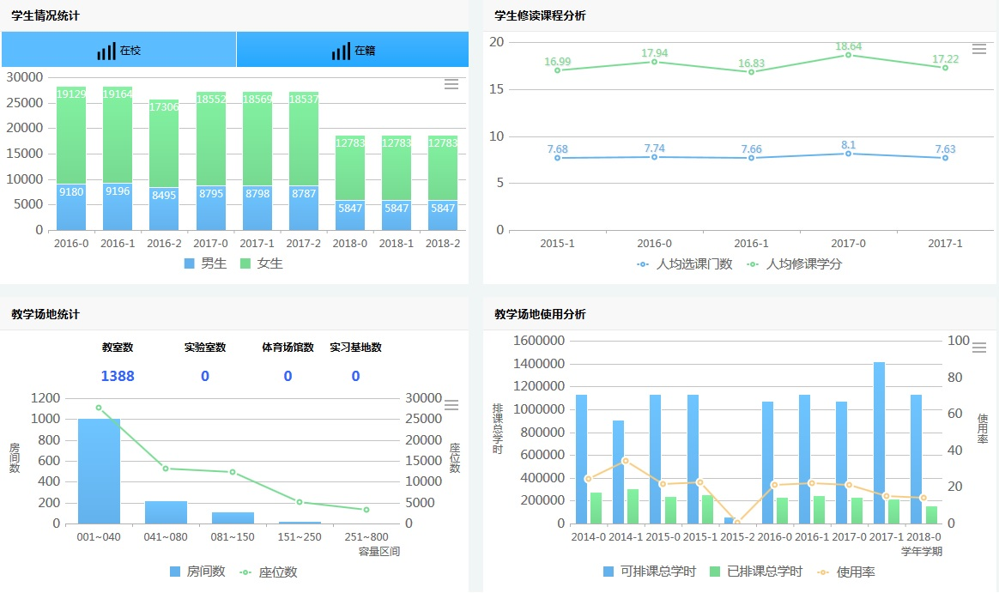 学生情况统计
在校
在籍
30000
25000
20000
15000
10000
5000
0
19129 19164 17306 18552 18569 18537 12783 12783 12783
9180 9196 8495 8795 8798 8787 5847 5847 5847
2016-0 2016-1 2016-2 2017-0 2017-1 2017-2 2018-0 2018-1 2018-2
男生 女生
学生修读课程分析
20
15
10
5
0
16.99 17.94 16.83 18.64 17.22
7.68 7.74 7.66 8.1 7.63
2015-1 2016-0 2016-1 2017-0 2017-1
人均选课门数 人均修课学分
教学场地统计
教室数 实验室数 体育场馆数 实习基地数
1388 0 0 0
房间数
1200
1000
800
600
400
200
0
30000
25000
20000
15000
10000
5000
0
座位数
001~040 041~080 081~150 151~250 251~800
容量区间
房间数 座位数
教学场地使用分析
排课总学时
1600000
1400000
1200000
1000000
800000
600000
400000
200000
0
100
80
60
40
20
0
使用率
2014-0 2014-1 2015-0 2015-1 2015-2 2016-0 2016-1 2017-0 2017-1 2018-0
学年学期
可排课总学时 已排课总学时 使用率